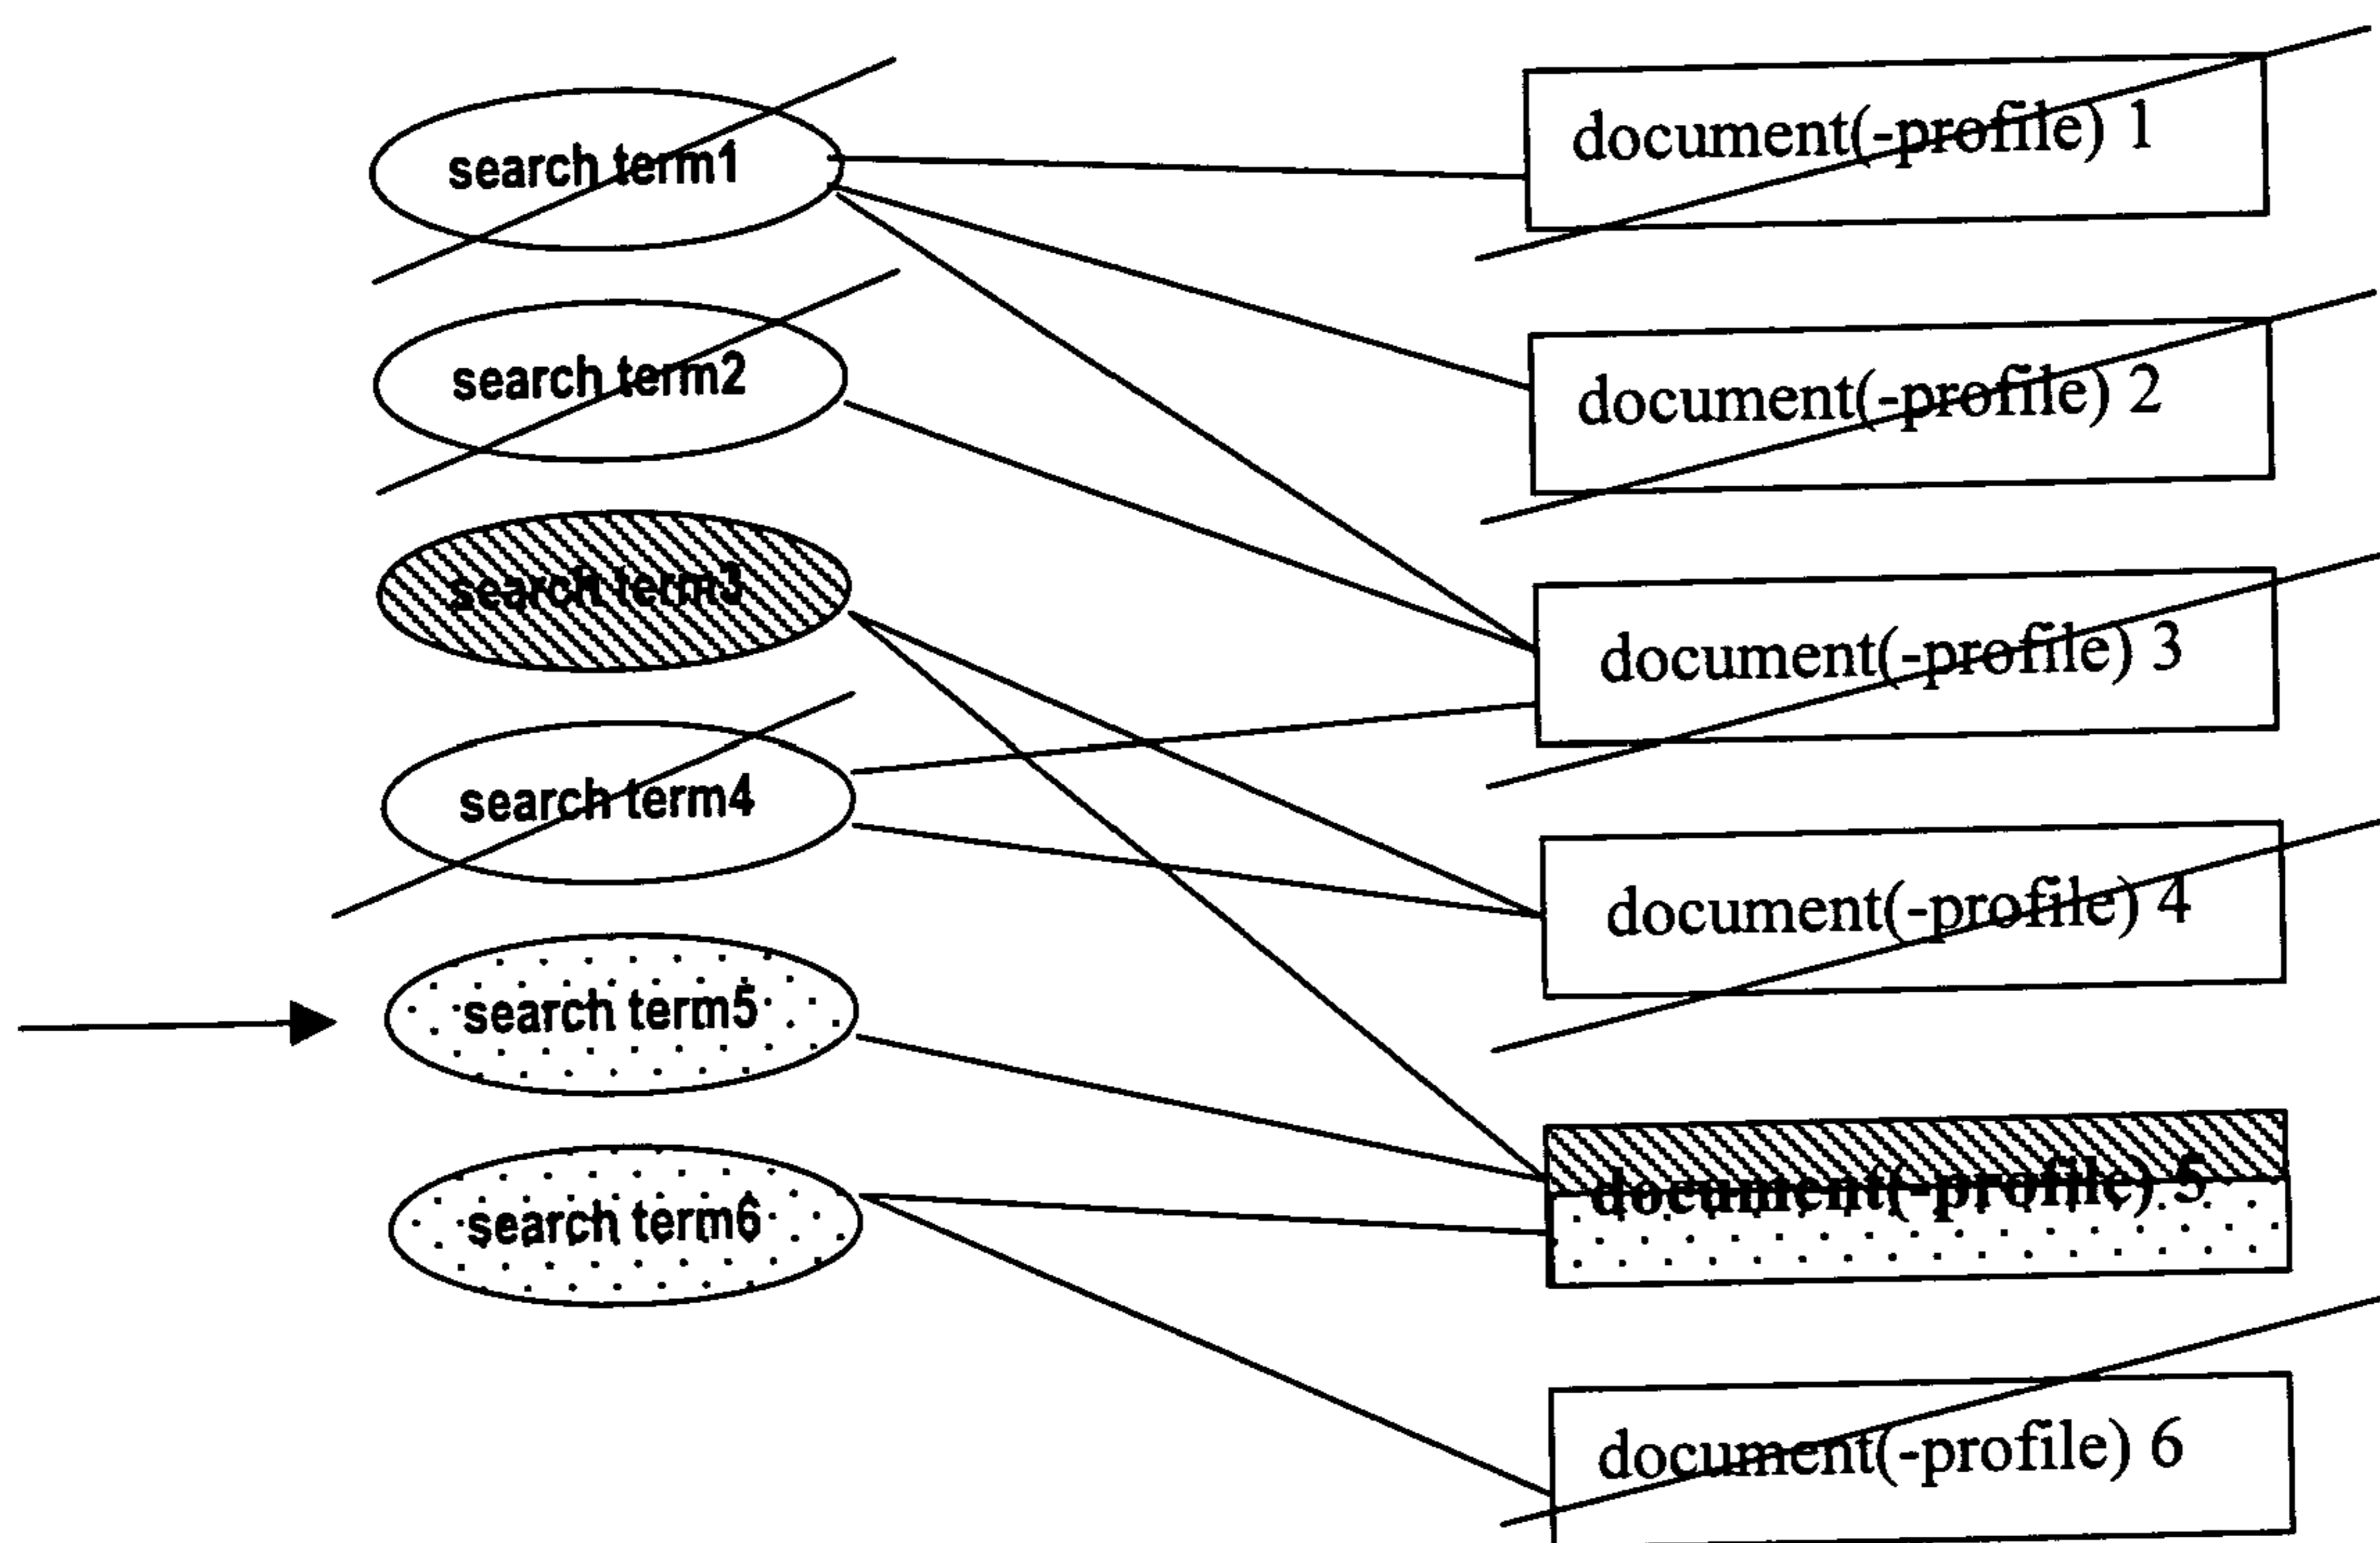 search term1
search term2
search term3
search term4
search term5
search term6
document(-profile) 1
document(-profile) 2
document(-profile) 3
document(-profile) 4
document(-profile) 5
document(-profile) 6